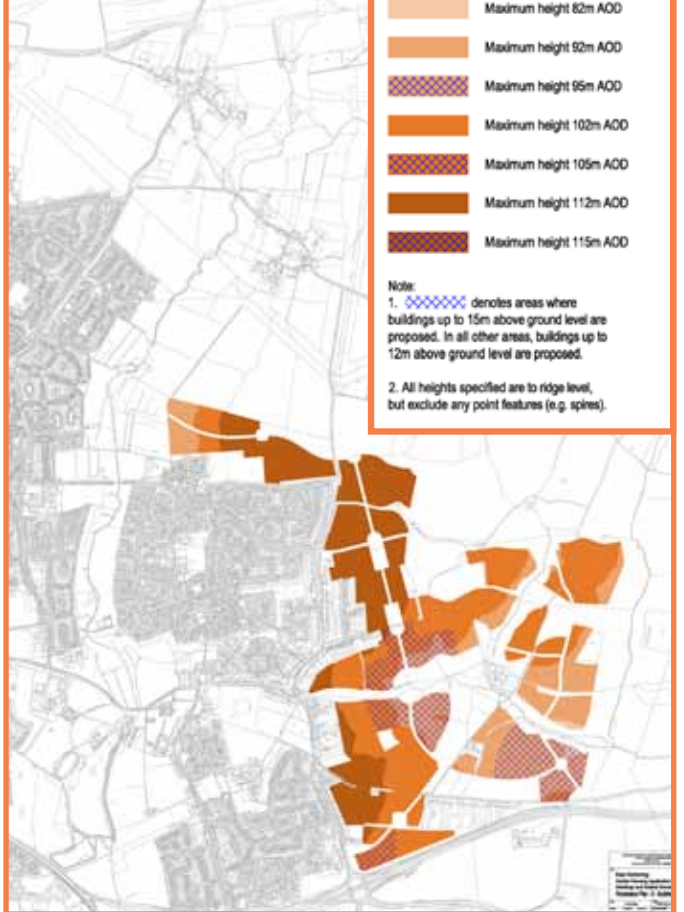 Maximum height 82m AOD
Maximum height 92m AOD
Maximum height 95m AOD
Maximum height 102m AOD
Maximum height 105m AOD
Maximum height 112m AOD
Maximum height 115m AOD
Note:
1. denotes areas where
buildings up to 15m above ground level are
proposed. In all other areas, buildings up to
12m above ground level are proposed.
2. All heights specified are to ridge level,
but exclude any point features (e.g. spires).